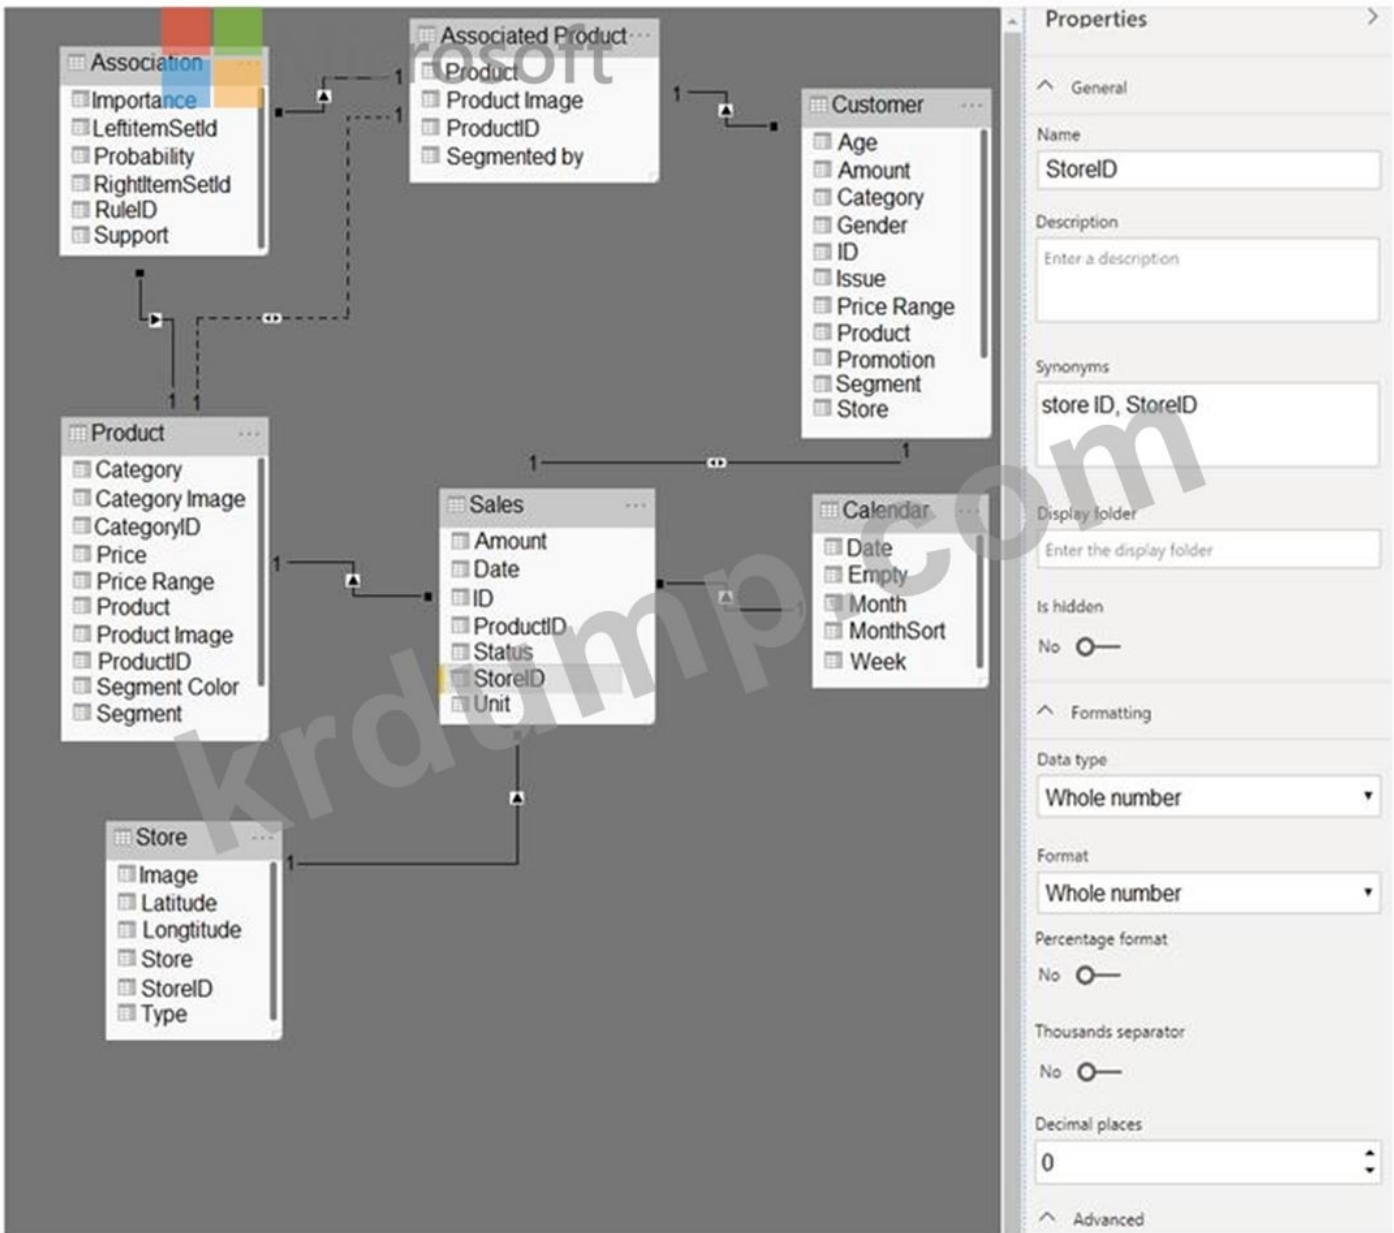 Microsoft
Association
Importance
LeftitemSetId
Probability
RightItemSetId
RuleID
Support
1
1
Associated Product
Product
Product Image
ProductID
Segmented by
1
Customer
Age
Amount
Category
Gender
ID
Issue
Price Range
Product
Promotion
Segment
Store
1
1
Product
Category
Category Image
CategoryID
Price
Price Range
Product
Product Image
ProductID
Segment Color
Segment
1
1
1
Sales
Amount
Date
ID
ProductID
Status
StoreID
Unit
Calendar
Date
Empty
Month
MonthSort
Week
1
Store
Image
Latitude
Longtitude
Store
StoreID
Type
1
Properties
General
Name
StoreID
Description
Enter a description
Synonyms
store ID, StoreID
Display folder
Enter the display folder
Is hidden
No
Formatting
Data type
Whole number
Format
Whole number
Percentage format
No
Thousands separator
No
Decimal places
0
Advanced
krdump.com